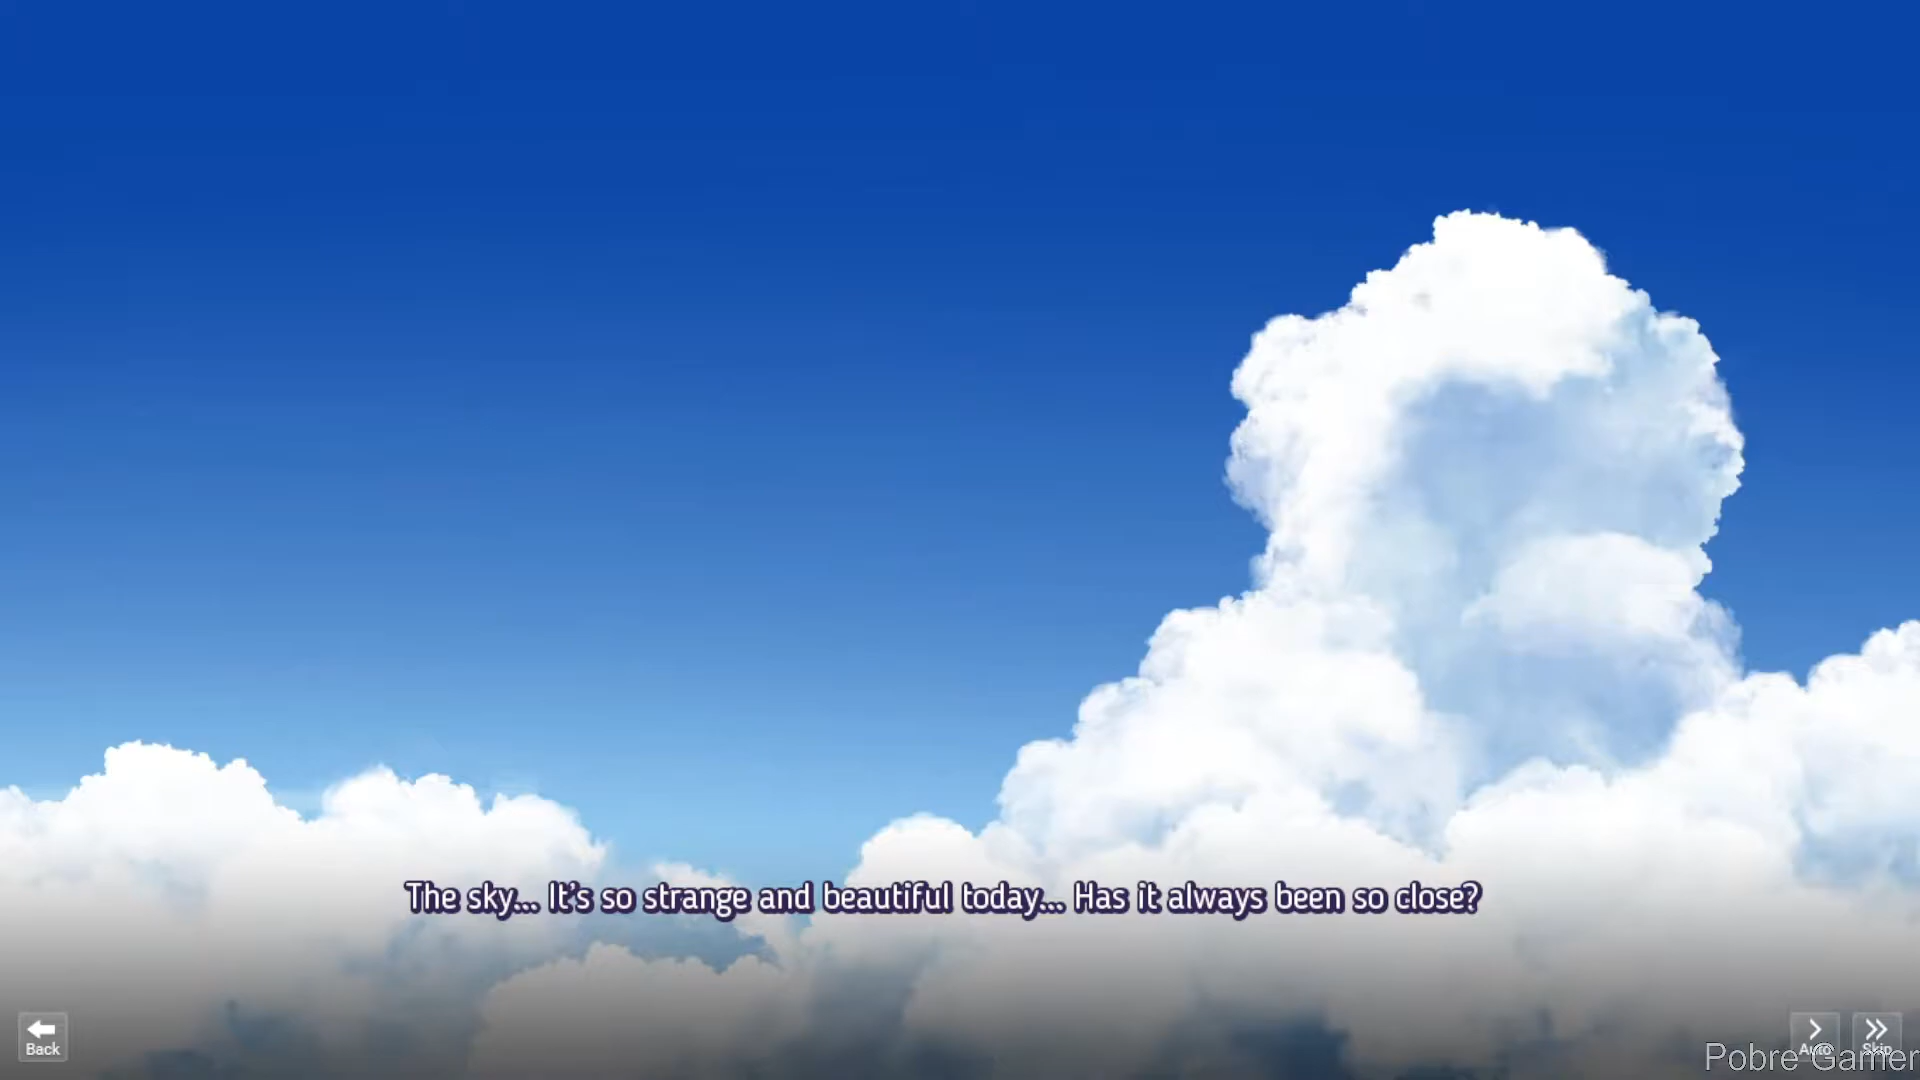 The sky... It's so strange and beautiful today... Has it always been so close?
Back
Auto
Skip
Pobre Gamer